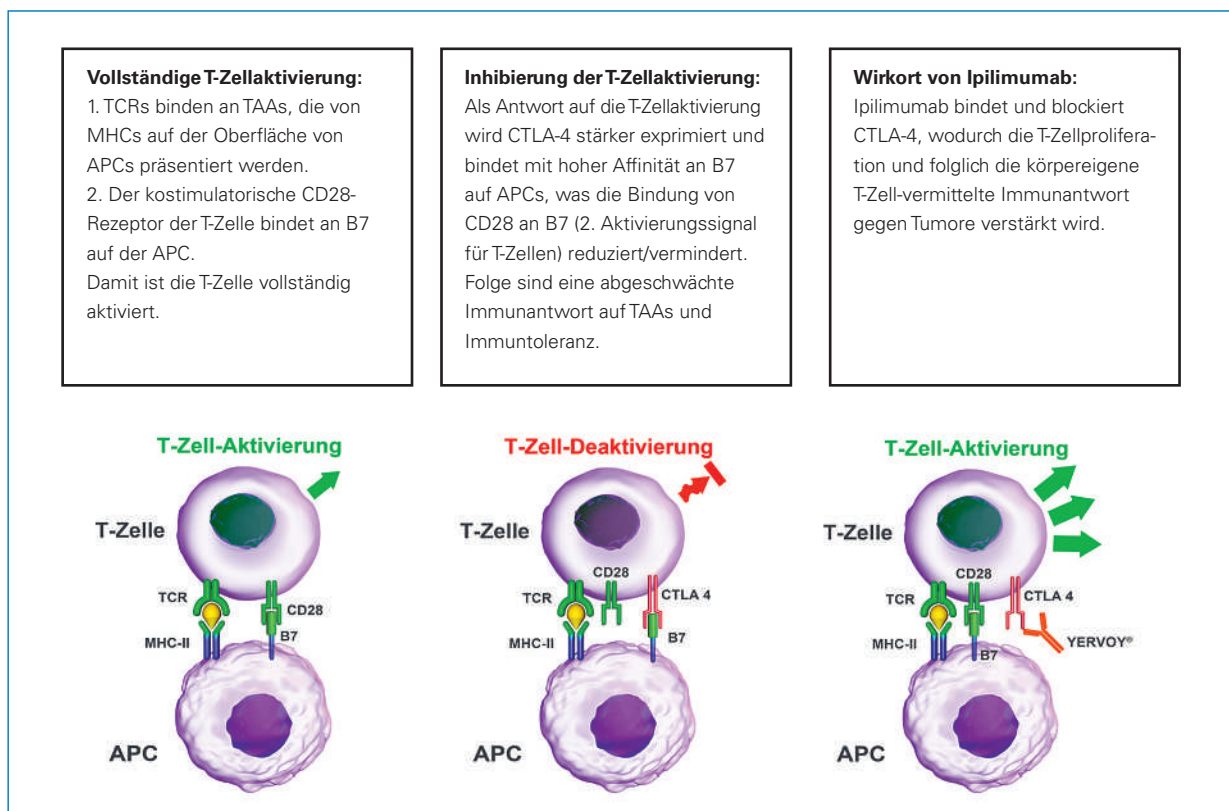 Vollständige T-Zellaktivierung:
1. TCRs binden an TAAs, die von
MHCs auf der Oberfläche von
APCs präsentiert werden.
2. Der kostimulatorische CD28-
Rezeptor der T-Zelle bindet an B7
auf der APC.
Damit ist die T-Zelle vollständig
aktiviert.
Inhibierung der T-Zellaktivierung:
Als Antwort auf die T-Zellaktivierung
wird CTLA-4 stärker exprimiert und
bindet mit hoher Affinität an B7
auf APCs, was die Bindung von
CD28 an B7 (2. Aktivierungssignal
für T-Zellen) reduziert/vermindert.
Folge sind eine abgeschwächte
Immunantwort auf TAAs und
Immuntoleranz.
Wirkort von Ipilimumab:
Ipilimumab bindet und blockiert
CTLA-4, wodurch die T-Zellprolifera-
tion und folglich die körpereigene
T-Zell-vermittelte Immunantwort
gegen Tumore verstärkt wird.
T-Zell-Aktivierung
T-Zelle
TCR
CD28
MHC-II
B7
APC
T-Zell-Deaktivierung
T-Zelle
CD28
TCR
CTLA 4
MHC-II
B7
APC
T-Zell-Aktivierung
T-Zelle
CD28
TCR
CTLA 4
MHC-II
B7
YERVOY®
APC